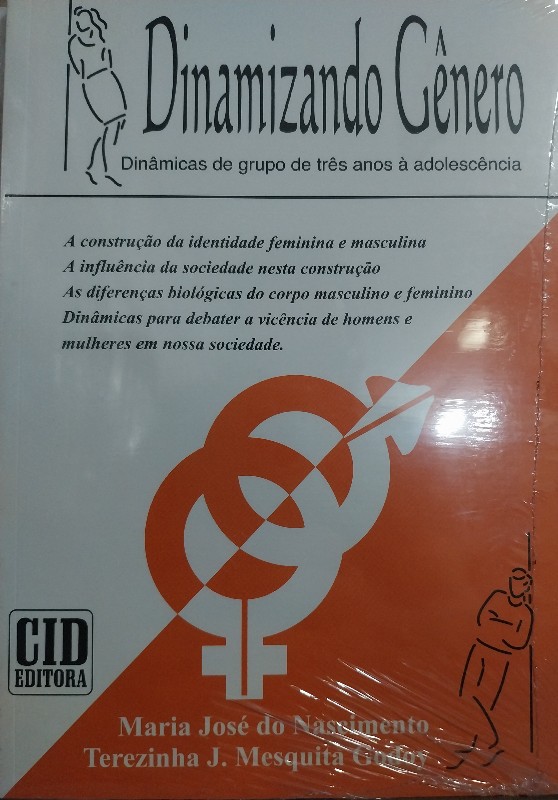 Dinamizando Gênero
Dinâmicas de grupo de três anos à adolescência
A construção da identidade feminina e masculina
A influência da sociedade nesta construção
As diferenças biológicas do corpo masculino e feminino
Dinâmicas para debater a vicência de homens e
mulheres em nossa sociedade.
CID
EDITORA
Maria José do Nascimento
Terezinha J. Mesquita Godoy